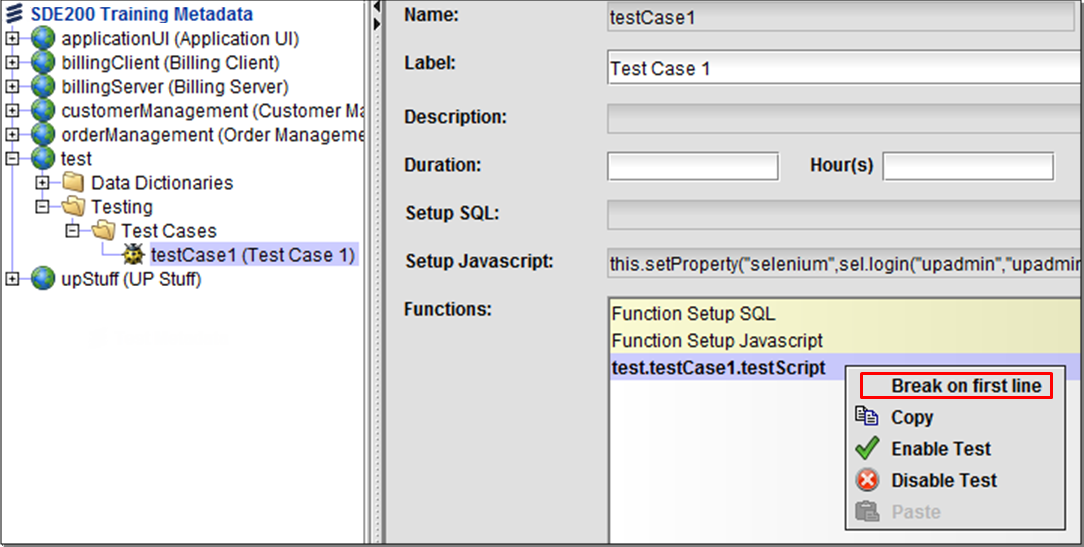 SDE200 Training Metadata
applicationUI (Application UI)
billingClient (Billing Client)
billingServer (Billing Server)
customerManagement (Customer Ma
orderManagement (Order Manageme
test
Data Dictionaries
Testing
Test Cases
testCase1 (Test Case 1)
upStuff (UP Stuff)
Name: testCase1
Label: Test Case 1
Description:
Duration: Hour(s)
Setup SQL:
Setup Javascript: this.setProperty("selenium",sel.login("upadmin","upadmin
Functions: Function Setup SQL
Function Setup Javascript
test.testCase1.testScript
Break on first line
Copy
Enable Test
Disable Test
Paste